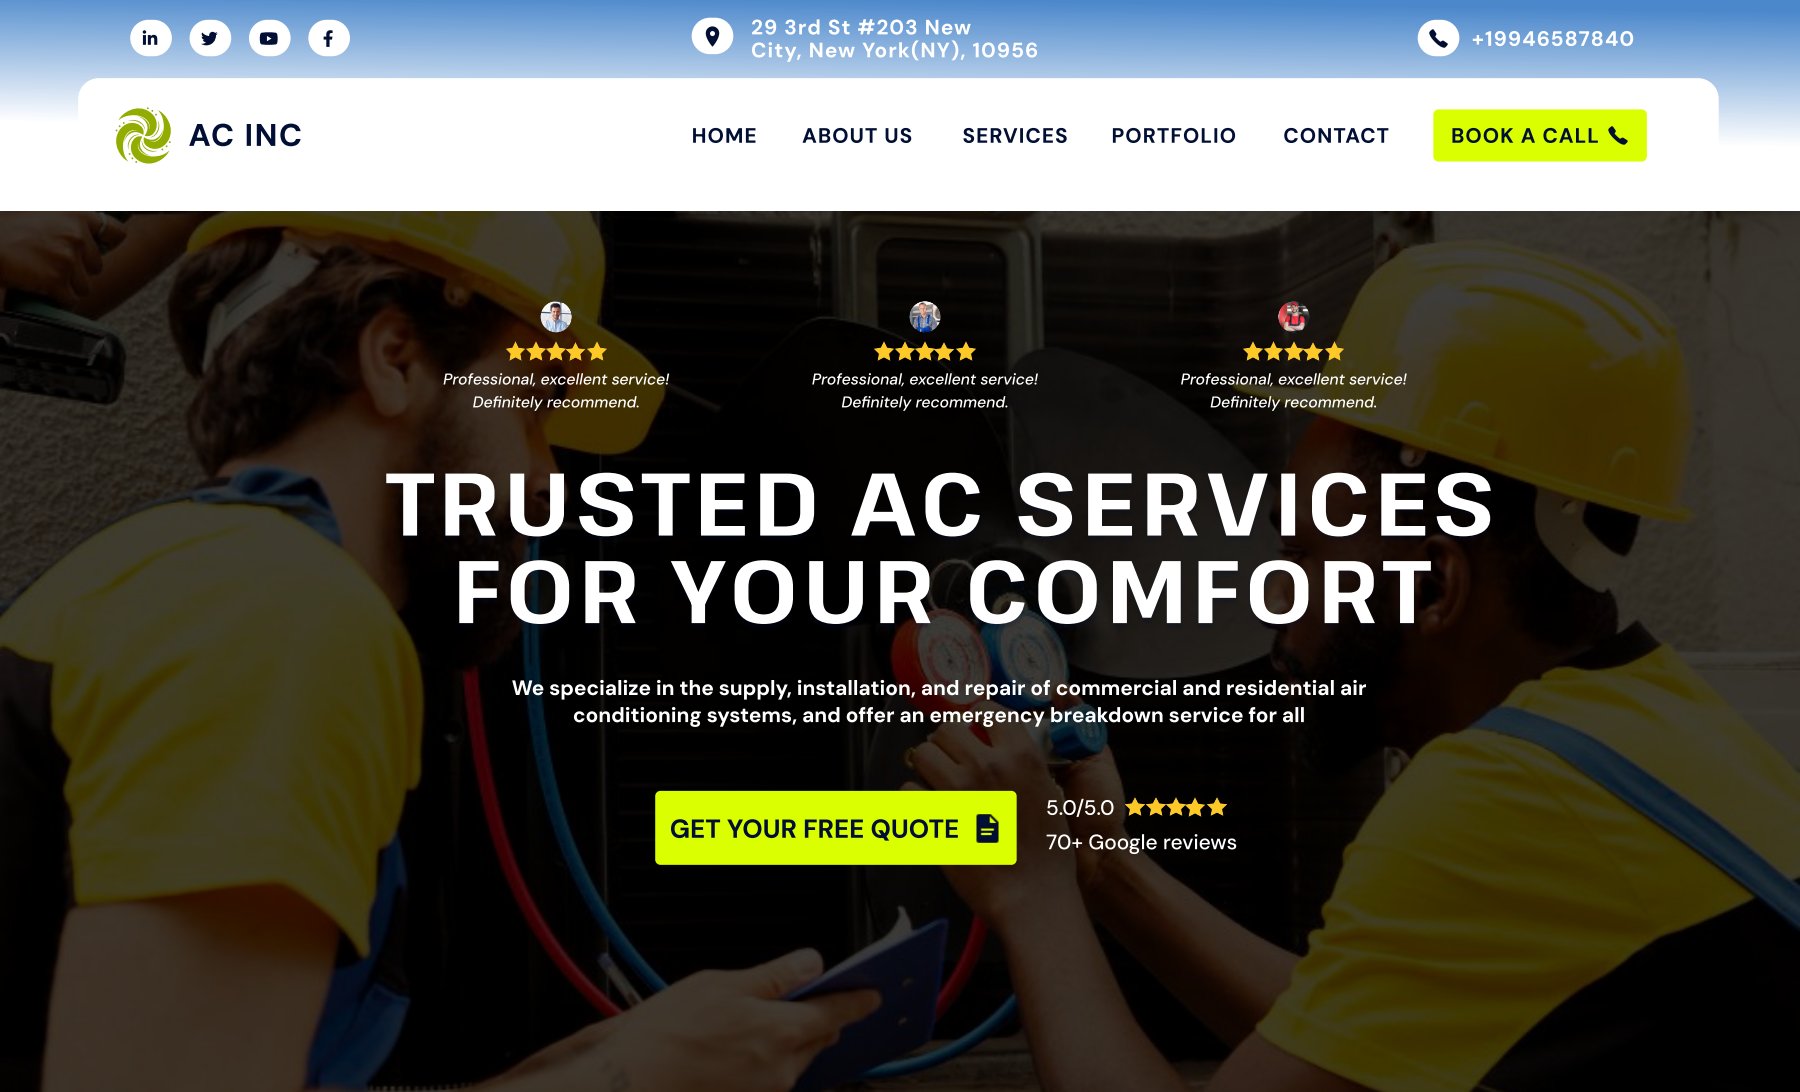 29 3rd St #203 New
City, New York(NY), 10956
+19946587840
AC INC
HOME
ABOUT US
SERVICES
PORTFOLIO
CONTACT
BOOK A CALL
Professional, excellent service!
Definitely recommend.
Professional, excellent service!
Definitely recommend.
Professional, excellent service!
Definitely recommend.
TRUSTED AC SERVICES
FOR YOUR COMFORT
We specialize in the supply, installation, and repair of commercial and residential air
conditioning systems, and offer an emergency breakdown service for all
GET YOUR FREE QUOTE
5.0/5.0
70+ Google reviews